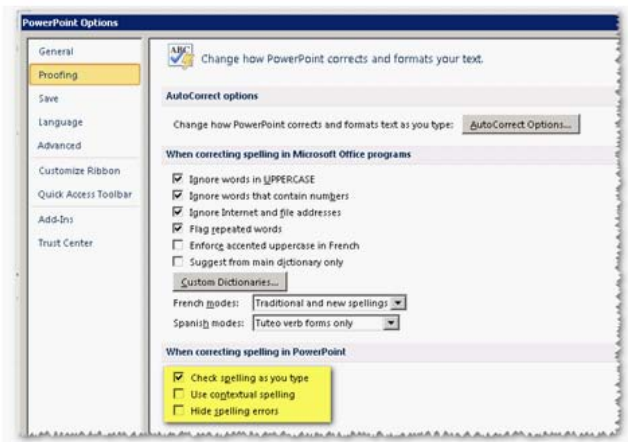 PowerPoint Options
General
Proofing
Save
Language
Advanced
Customize Ribbon
Quick Access Toolbar
Add-Ins
Trust Center
ABC
Change how PowerPoint corrects and formats your text.
AutoCorrect options
Change how PowerPoint corrects and formats text as you type: AutoCorrect Options...
When correcting spelling in Microsoft Office programs
Ignore words in UPPERCASE
Ignore words that contain numbers
Ignore Internet and file addresses
Flag repeated words
Enforce accented uppercase in French
Suggest from main dictionary only
Custom Dictionaries...
French modes: Traditional and new spellings
Spanish modes: Tuteo verb forms only
When correcting spelling in PowerPoint
Check spelling as you type
Use contextual spelling
Hide spelling errors